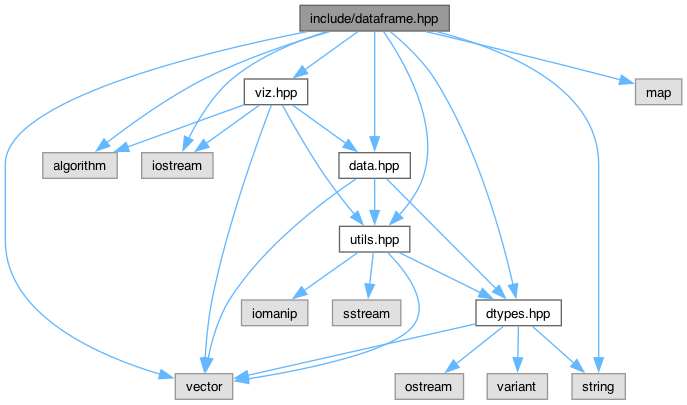 include/dataframe.hpp
viz.hpp
map
algorithm
iostream
data.hpp
utils.hpp
iomanip
sstream
dtypes.hpp
vector
ostream
variant
string